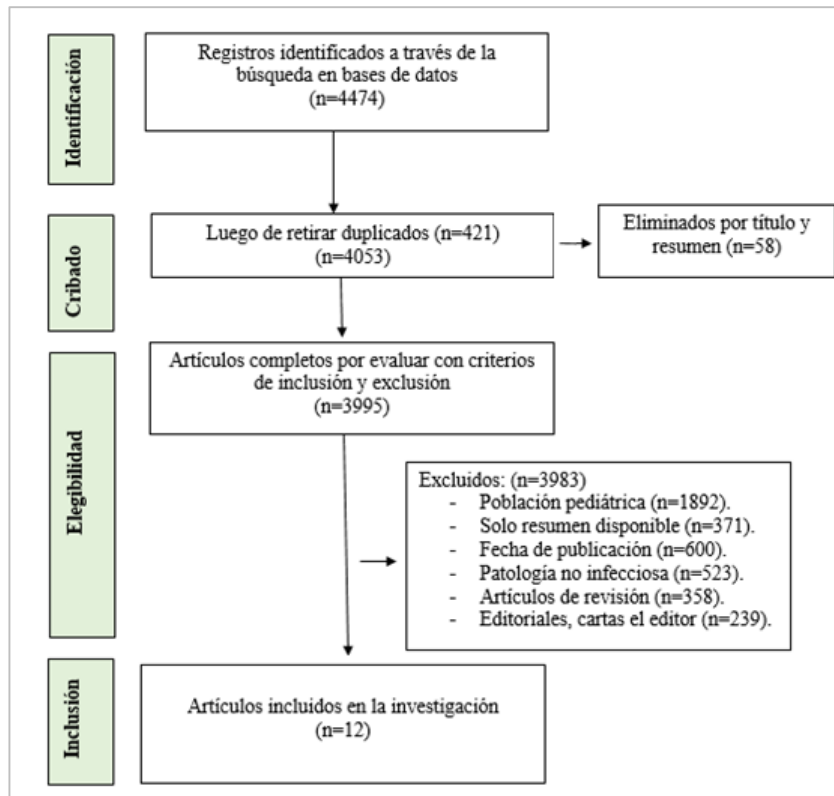 Identificación
Registros identificados a través de la
búsqueda en bases de datos
(n=4474)
Cribado
Luego de retirar duplicados (n=421)
(n=4053)
Eliminados por título y
resumen (n=58)
Elegibilidad
Artículos completos por evaluar con criterios
de inclusión y exclusión
(n=3995)
Excluidos: (n=3983)
- Población pediátrica (n=1892).
- Solo resumen disponible (n=371).
- Fecha de publicación (n=600).
- Patología no infecciosa (n=523).
- Artículos de revisión (n=358).
- Editoriales, cartas el editor (n=239).
Inclusión
Artículos incluidos en la investigación
(n=12)